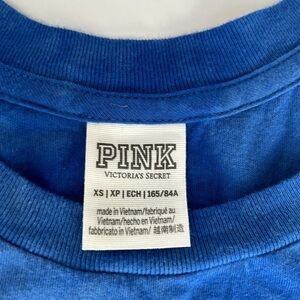 PINK
VICTORIA'S SECRET
XS | XP | ECH | 165/84A
made in Vietnam/fabriqué au
Vietnam/hecho en Vietnam/
fabbricato in Vietnam/ 越南制造